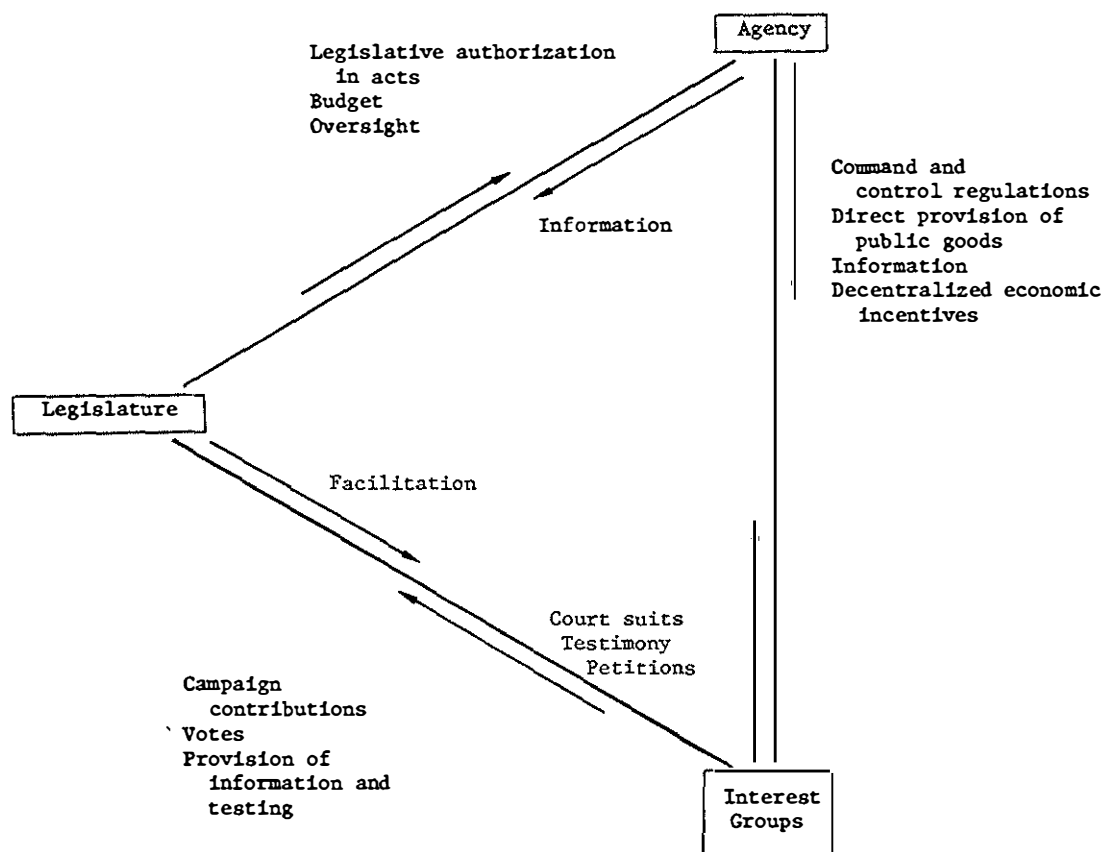 Agency
Legislative authorization
in acts
Budget
Oversight
Command and
control regulations
Direct provision of
public goods
Information
Decentralized economic
incentives
Information
Legislature
Facilitation
Court suits
Testimony
Petitions
Campaign
contributions
Votes
Provision of
information and
testing
Interest
Groups